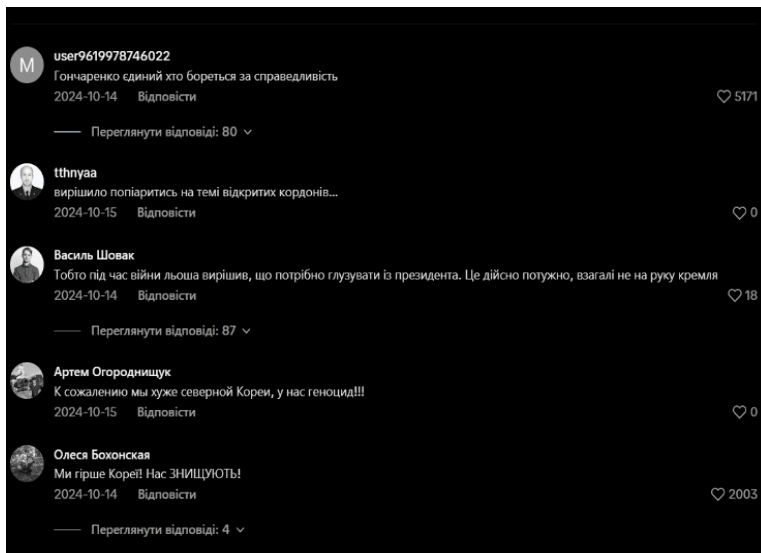 M
user9619978746022
Гончаренко єдиний хто бореться за справедливість
2024-10-14 Відповісти 5171
Переглянути відповіді: 80
tthnyaa
вирішило попіаритись на темі відкритих кордонів...
2024-10-15 Відповісти 0
Василь Шовак
Тобто під час війни льоша вирішив, що потрібно глузувати із президента. Це дійсно потужно, взагалі не на руку кремля
2024-10-14 Відповісти 18
Переглянути відповіді: 87
Артем Огороднищук
К сожалению мы хуже северной Кореи, у нас геноцид!!!
2024-10-15 Відповісти 0
Олеся Бохонская
Ми гірше Кореї! Нас ЗНИЩУЮТЬ!
2024-10-14 Відповісти 2003
Переглянути відповіді: 4